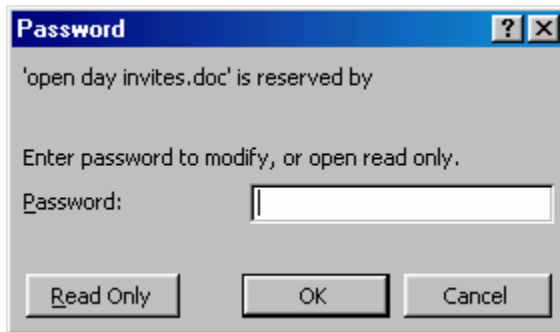 Password
'open day invites.doc' is reserved by
Enter password to modify, or open read only.
Password:
Read Only OK Cancel